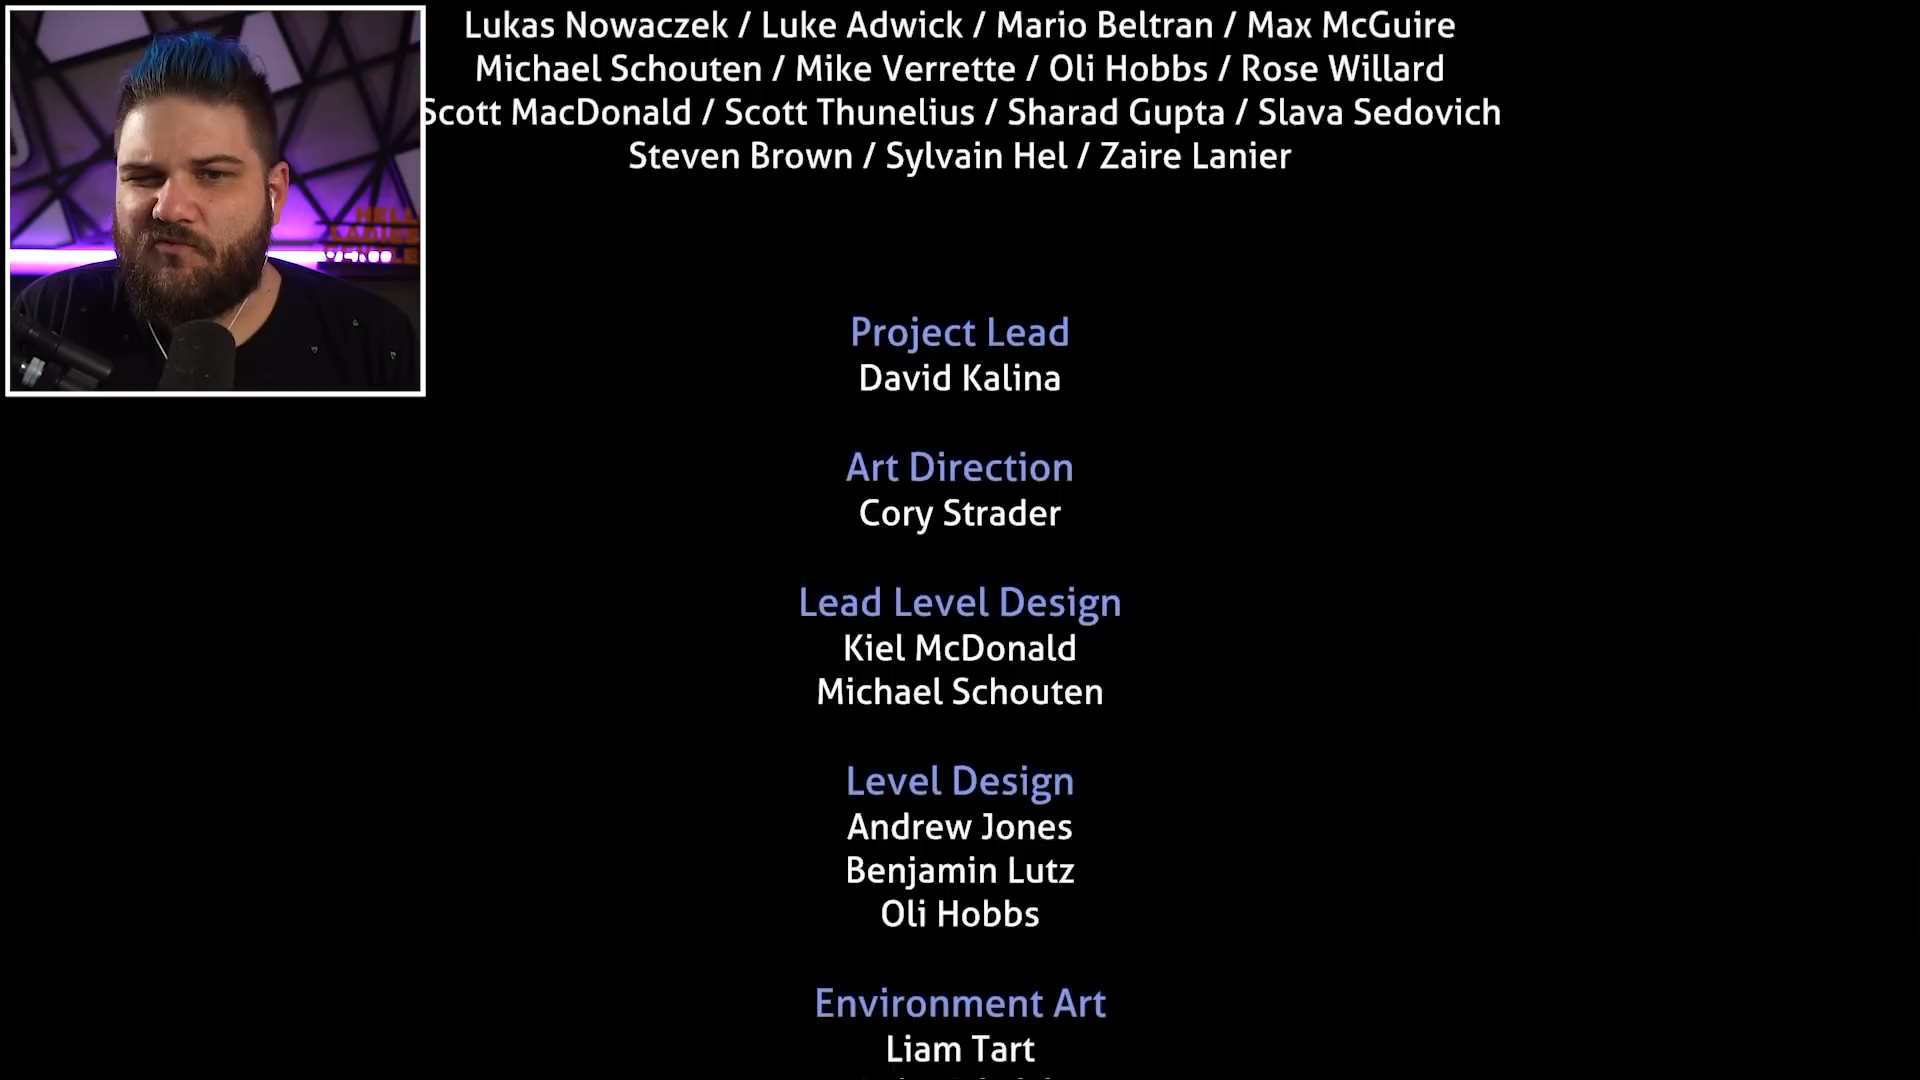 Lukas Nowaczek / Luke Adwick / Mario Beltran / Max McGuire
Michael Schouten / Mike Verrette / Oli Hobbs / Rose Willard
Scott MacDonald / Scott Thunelius / Sharad Gupta / Slava Sedovich
Steven Brown / Sylvain Hel / Zaire Lanier
HELL
LADIES
Project Lead
David Kalina
Art Direction
Cory Strader
Lead Level Design
Kiel McDonald
Michael Schouten
Level Design
Andrew Jones
Benjamin Lutz
Oli Hobbs
Environment Art
Liam Tart